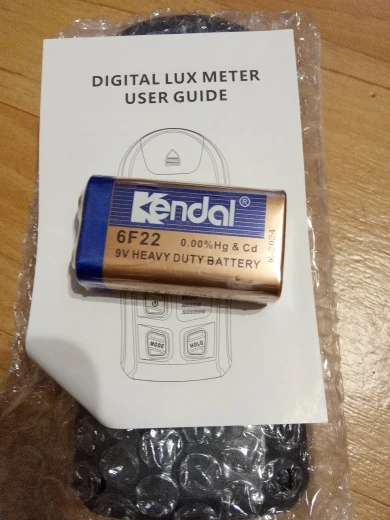 DIGITAL LUX METER
USER GUIDE
Kendal®
6F22 0.00%Hg & Cd
9V HEAVY DUTY BATTERY
MODE
HOLD